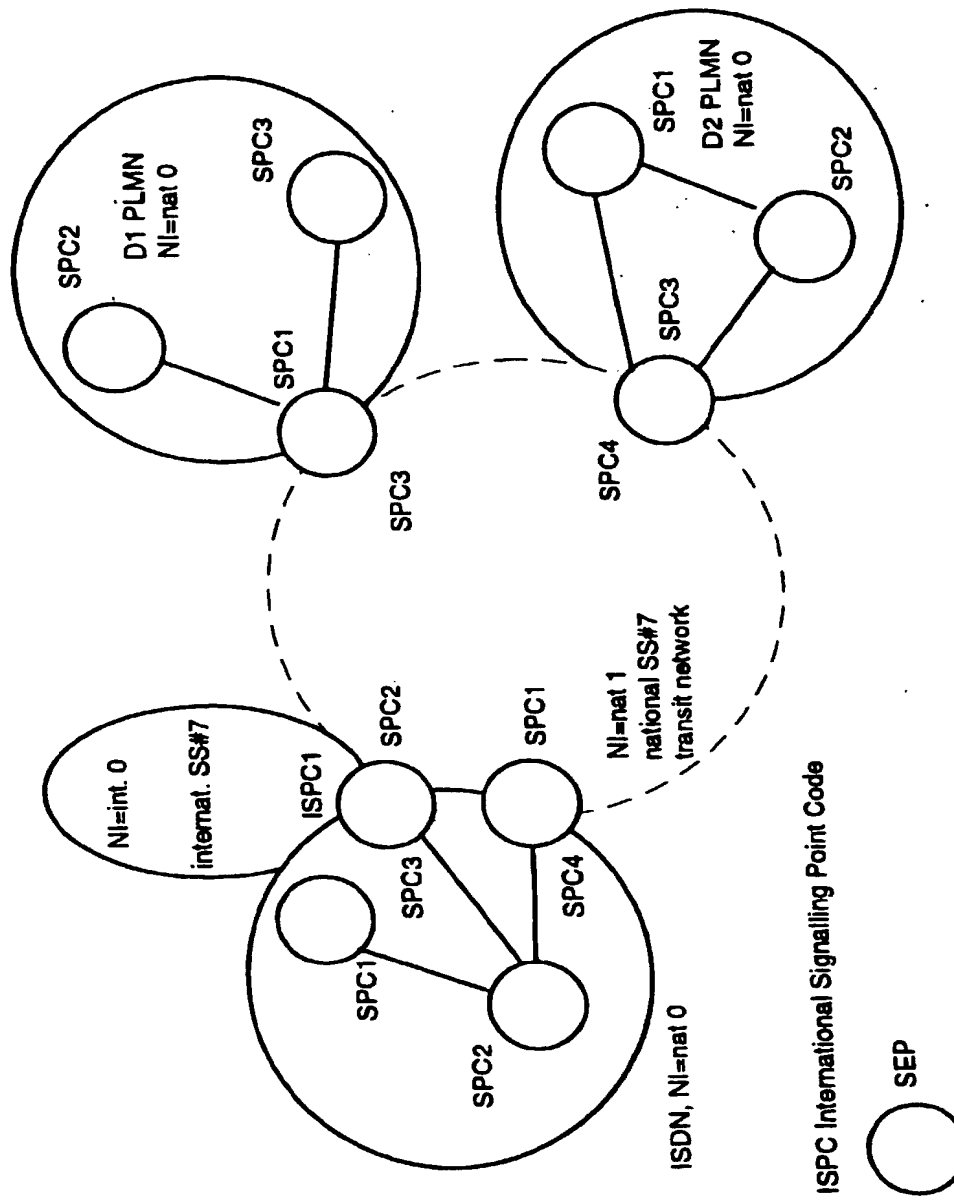 NI=int. 0
internat. SS#7
ISPC1
SPC2
SPC3
SPC1
SPC2
SPC4
SPC1
ISDN, NI=nat 0
NI=nat 1
national SS#7
transit network
SPC2
D1 PLMN
NI=nat 0
SPC3
SPC1
SPC3
SPC4
SPC3
SPC1
D2 PLMN
NI=nat 0
SPC2
ISPC International Signalling Point Code
SEP